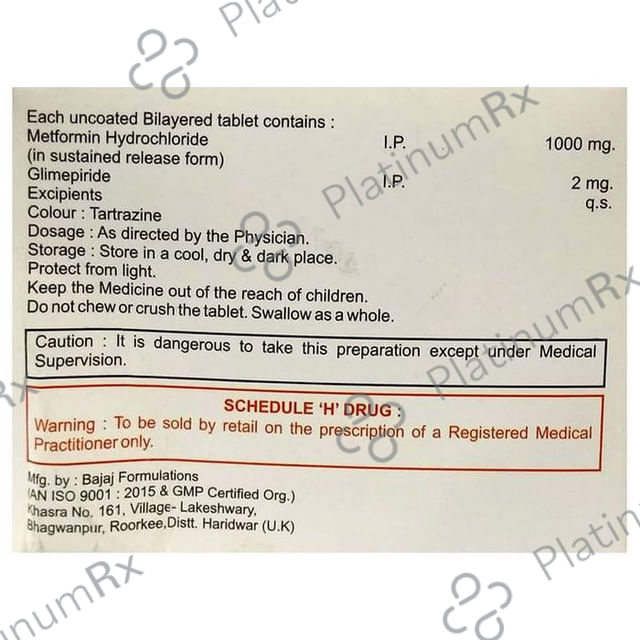 PlatinumRx
Each uncoated Bilayered tablet contains :
Metformin Hydrochloride I.P. 1000 mg.
(in sustained release form)
Glimepiride I.P. 2 mg.
Excipients q.s.
Colour : Tartrazine
Dosage : As directed by the Physician.
Storage : Store in a cool, dry & dark place.
Protect from light.
Keep the Medicine out of the reach of children.
Do not chew or crush the tablet. Swallow as a whole.
PlatinumRx
Caution : It is dangerous to take this preparation except under Medical
Supervision.
PlatinumRx
SCHEDULE 'H' DRUG :
Warning : To be sold by retail on the prescription of a Registered Medical
Practitioner only.
Mfg. by : Bajaj Formulations
(AN ISO 9001 : 2015 & GMP Certified Org.)
Khasra No. 161, Village- Lakeshwary,
Bhagwanpur, Roorkee,Distt. Haridwar (U.K)
PlatinumRx
tinumRx